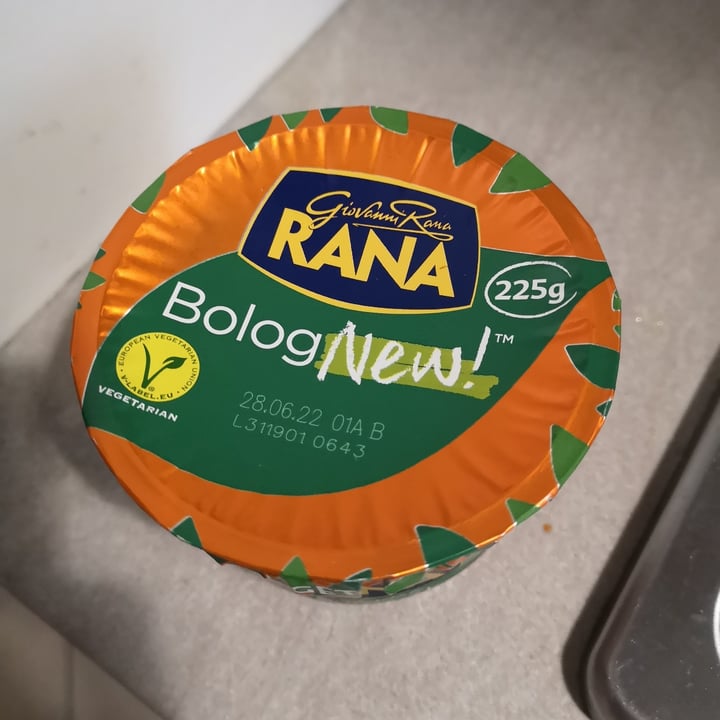 Giovanni Rana
RANA
225g
BologNew!™
EUROPEAN VEGETARIAN UNION
V-LABEL.EU
®
VEGETARIAN
28.06.22 01A B
L311901 0643